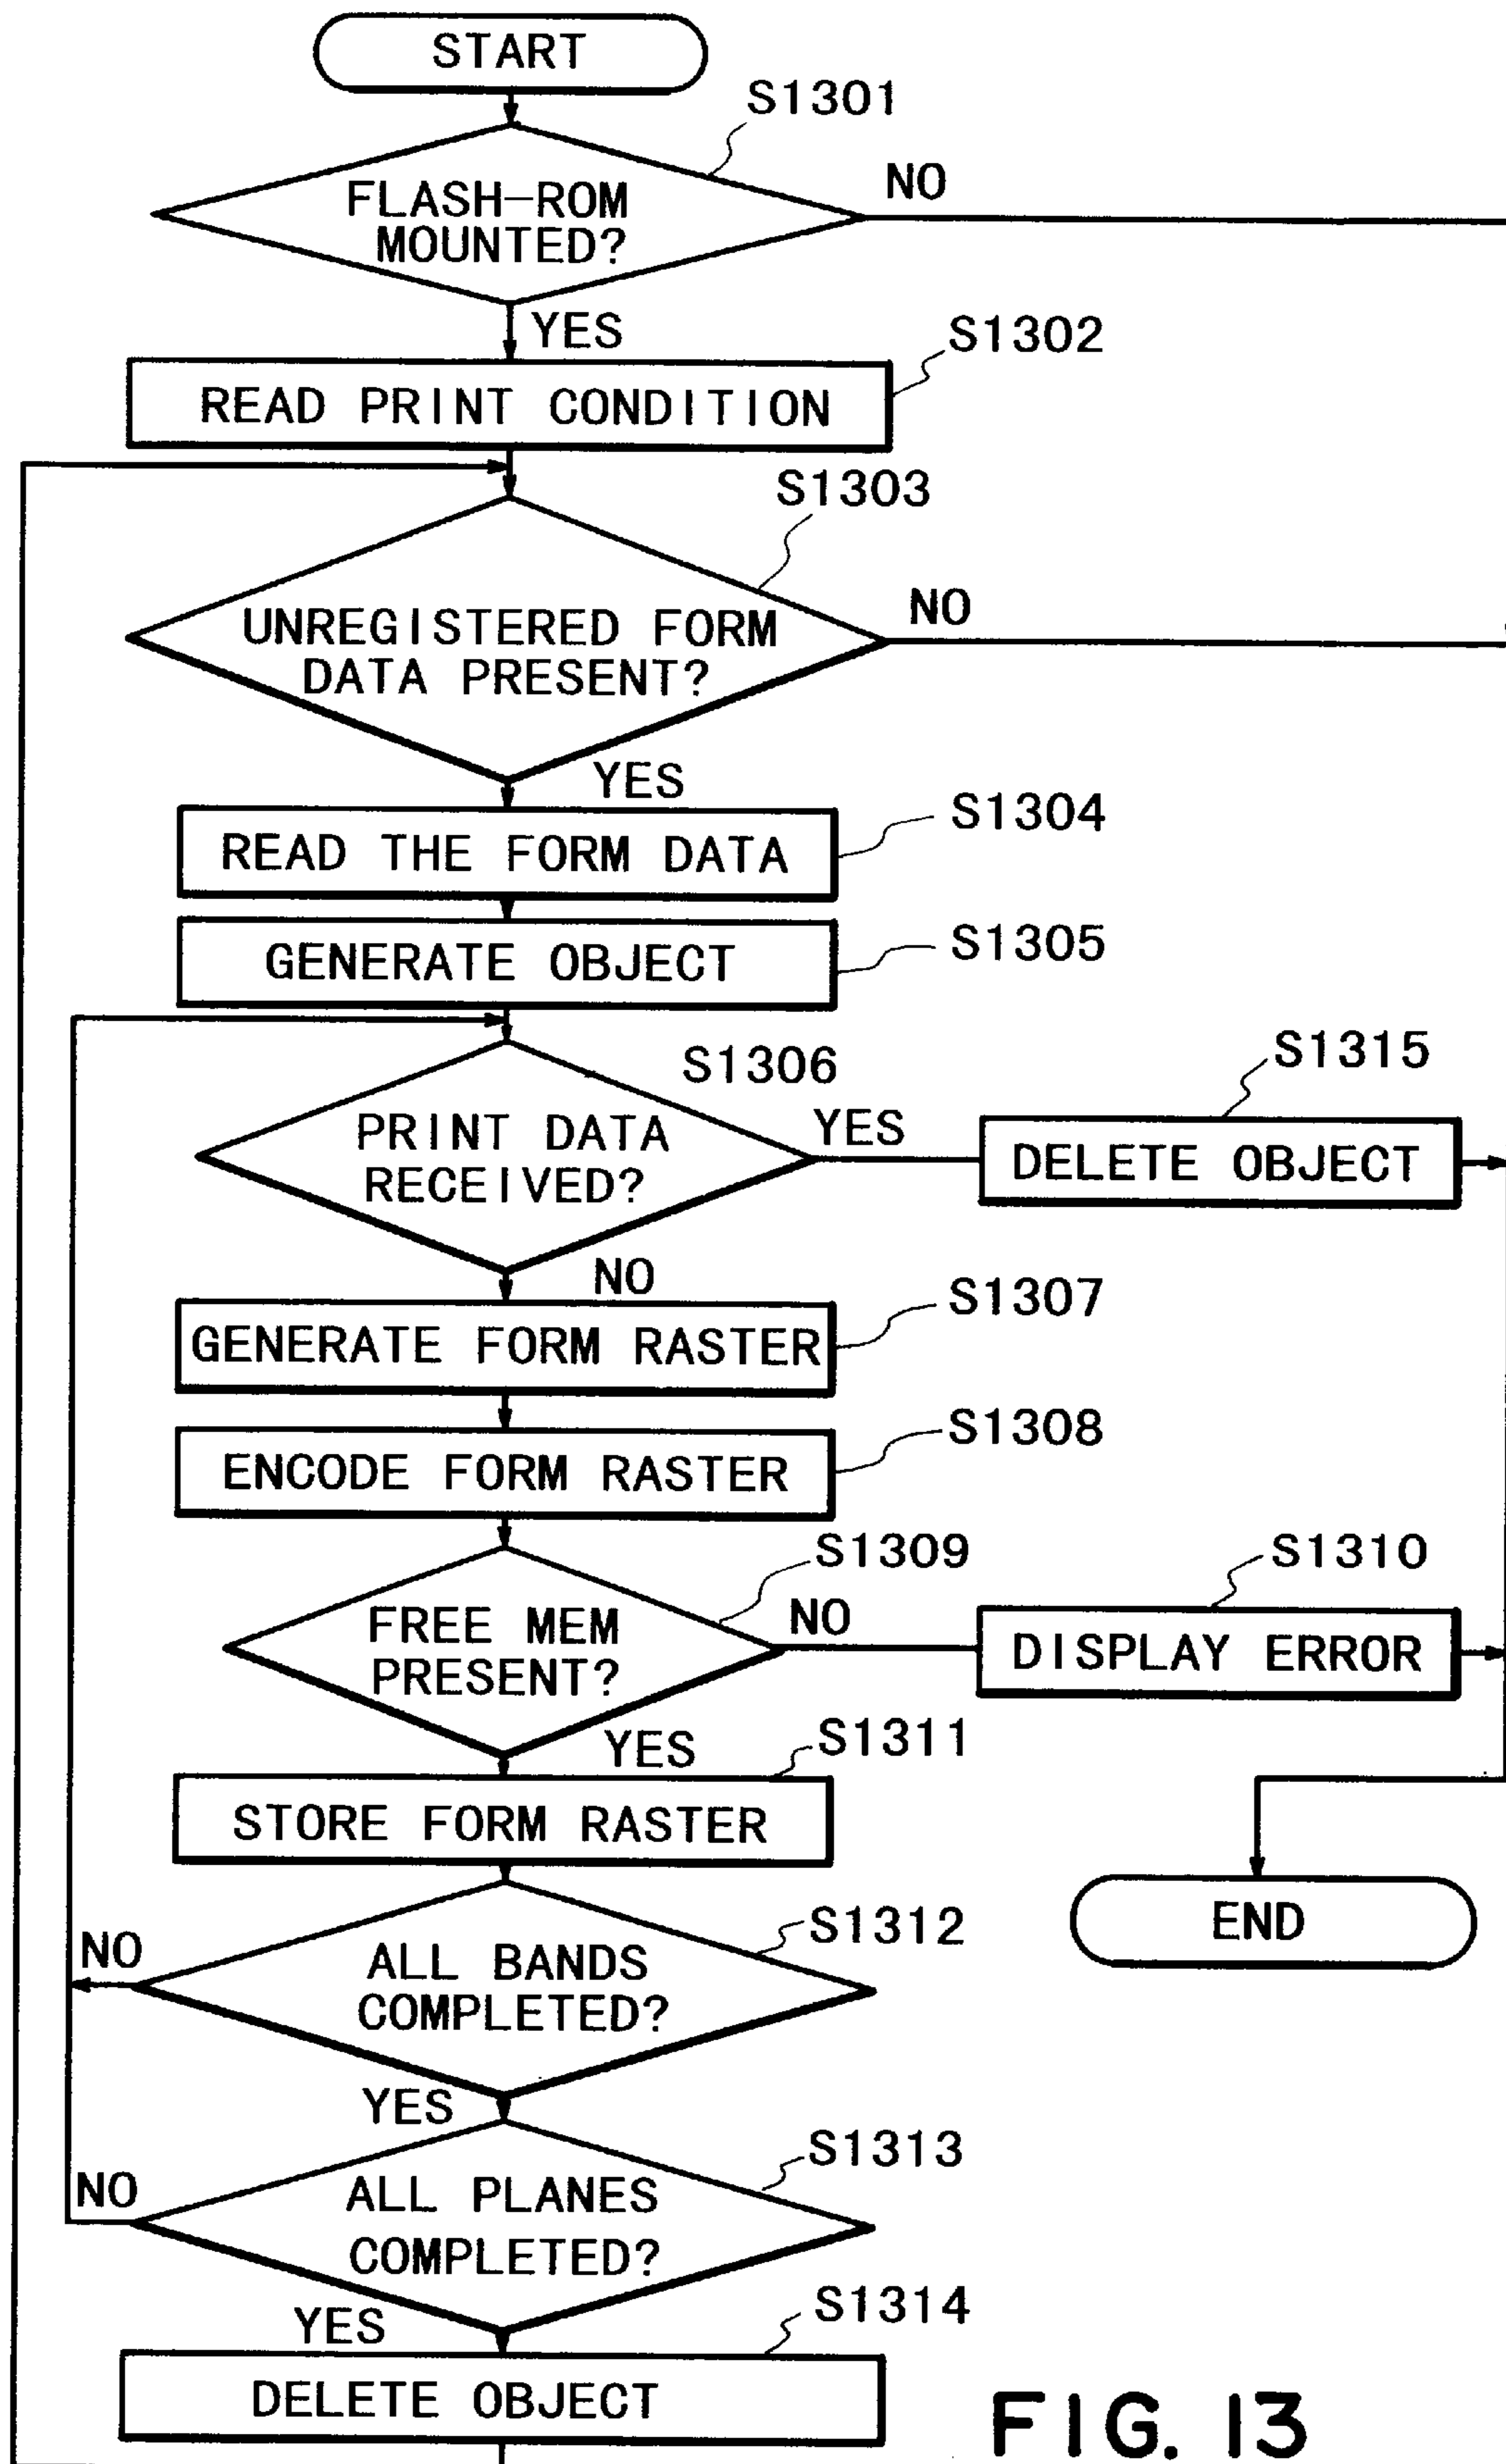 START
S1301
FLASH-ROM
MOUNTED?
NO
YES
S1302
READ PRINT CONDITION
S1303
UNREGISTERED FORM
DATA PRESENT?
NO
YES
S1304
READ THE FORM DATA
S1305
GENERATE OBJECT
S1306
PRINT DATA
RECEIVED?
YES
S1315
DELETE OBJECT
NO
S1307
GENERATE FORM RASTER
S1308
ENCODE FORM RASTER
S1309
FREE MEM
PRESENT?
NO
S1310
DISPLAY ERROR
YES
S1311
STORE FORM RASTER
S1312
ALL BANDS
COMPLETED?
NO
END
YES
S1313
ALL PLANES
COMPLETED?
NO
YES
S1314
DELETE OBJECT
FIG. 13